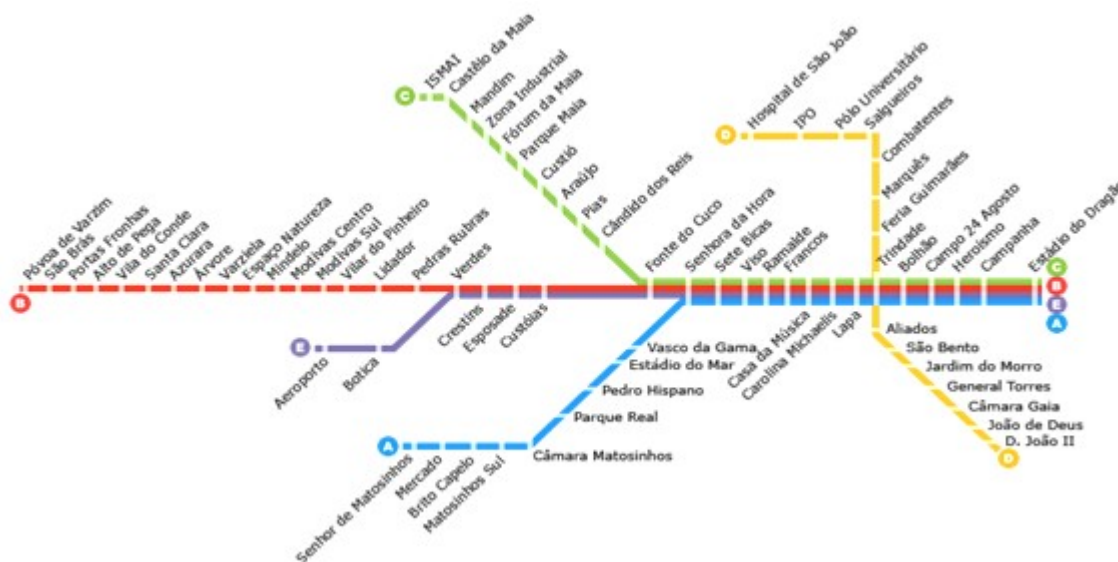 C
ISMAI
Castêlo da Maia
Mandim
Zona Industrial
Fórum da Maia
Parque Maia
Custió
Araújo
Pias
Cândido dos Reis
D
Hospital de São João
IPO
Pólo Universitário
Salgueiros
Combatentes
Marquês
Feria Guimarães
B
Póvoa de Varzim
São Brás
Portas Fronhas
Alto de Pega
Vila do Conde
Santa Clara
Azurara
Árvore
Varziela
Espaço Natureza
Mindelo
Modivas Centro
Modivas Sul
Vilar do Pinheiro
Lidador
Pedras Rubras
Verdes
Fonte do Cuco
Senhora da Hora
Sete Bicas
Viso
Ramalde
Francos
Trindade
Bolhão
Campo 24 Agosto
Heroísmo
Campanha
Estádio do Dragão
C
B
E
A
E
Aeroporto
Botica
Crestins
Esposade
Custóias
Casa da Música
Carolina Michaelis
Lapa
Vasco da Gama
Estádio do Mar
Pedro Hispano
Parque Real
Câmara Matosinhos
A
Senhor de Matosinhos
Mercado
Brito Capelo
Matosinhos Sul
Aliados
São Bento
Jardim do Morro
General Torres
Câmara Gaia
João de Deus
D. João II
D